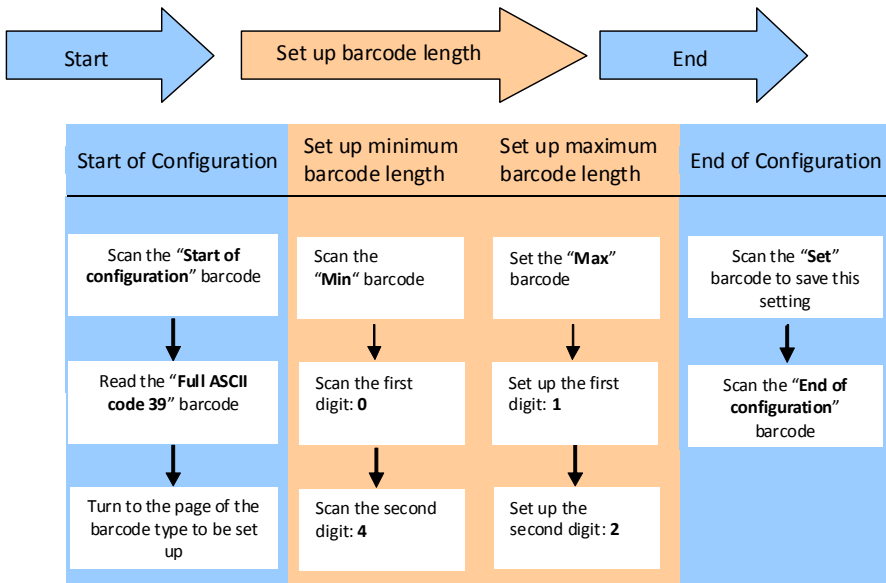 Start
Set up barcode length
End
Start of Configuration
Set up minimum
barcode length
Set up maximum
barcode length
End of Configuration
Scan the “Start of
configuration” barcode
Read the “Full ASCII
code 39” barcode
Turn to the page of the
barcode type to be set
up
Scan the
“Min“ barcode
Scan the first
digit: 0
Scan the second
digit: 4
Set the “Max”
barcode
Set up the first
digit: 1
Set up the
second digit: 2
Scan the “Set”
barcode to save this
setting
Scan the “End of
configuration”
barcode